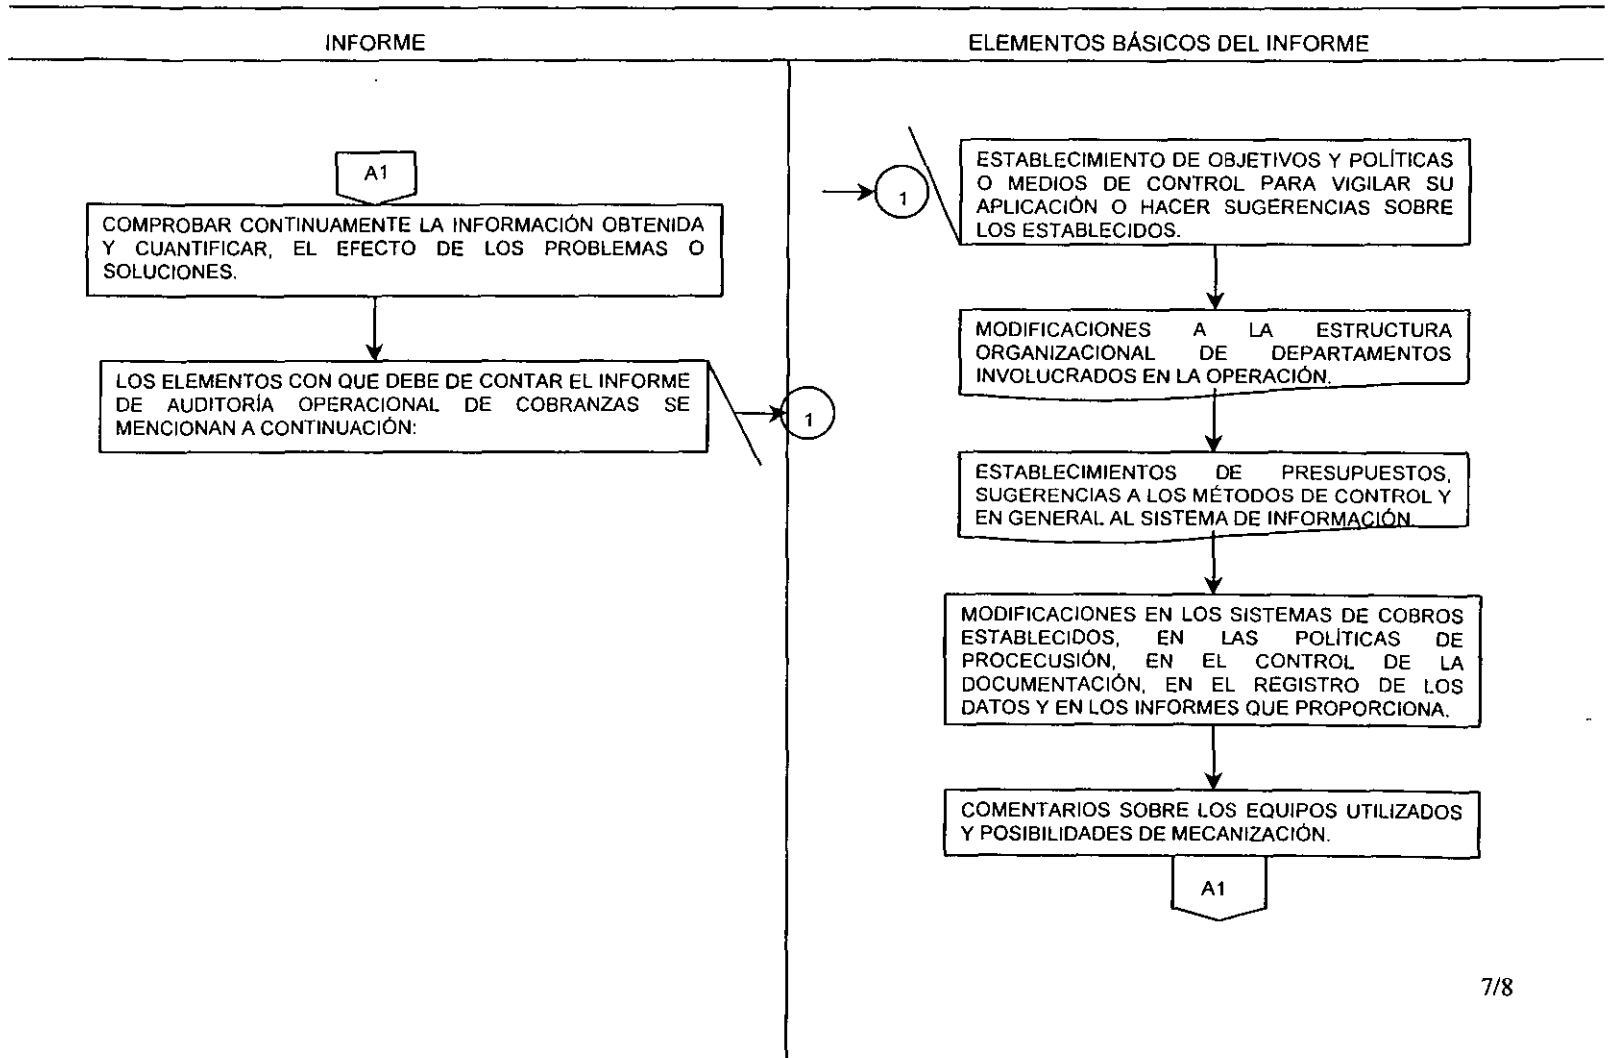 INFORME
ELEMENTOS BÁSICOS DEL INFORME
A1
COMPROBAR CONTINUAMENTE LA INFORMACIÓN OBTENIDA
Y CUANTIFICAR, EL EFECTO DE LOS PROBLEMAS O
SOLUCIONES.
LOS ELEMENTOS CON QUE DEBE DE CONTAR EL INFORME
DE AUDITORÍA OPERACIONAL DE COBRANZAS SE
MENCIONAN A CONTINUACIÓN:
1
1
ESTABLECIMIENTO DE OBJETIVOS Y POLÍTICAS
O MEDIOS DE CONTROL PARA VIGILAR SU
APLICACIÓN O HACER SUGERENCIAS SOBRE
LOS ESTABLECIDOS.
MODIFICACIONES A LA ESTRUCTURA
ORGANIZACIONAL DE DEPARTAMENTOS
INVOLUCRADOS EN LA OPERACIÓN.
ESTABLECIMIENTOS DE PRESUPUESTOS,
SUGERENCIAS A LOS MÉTODOS DE CONTROL Y
EN GENERAL AL SISTEMA DE INFORMACIÓN.
MODIFICACIONES EN LOS SISTEMAS DE COBROS
ESTABLECIDOS, EN LAS POLÍTICAS DE
PROCECUSIÓN, EN EL CONTROL DE LA
DOCUMENTACIÓN, EN EL REGISTRO DE LOS
DATOS Y EN LOS INFORMES QUE PROPORCIONA.
COMENTARIOS SOBRE LOS EQUIPOS UTILIZADOS
Y POSIBILIDADES DE MECANIZACIÓN.
A1
7/8